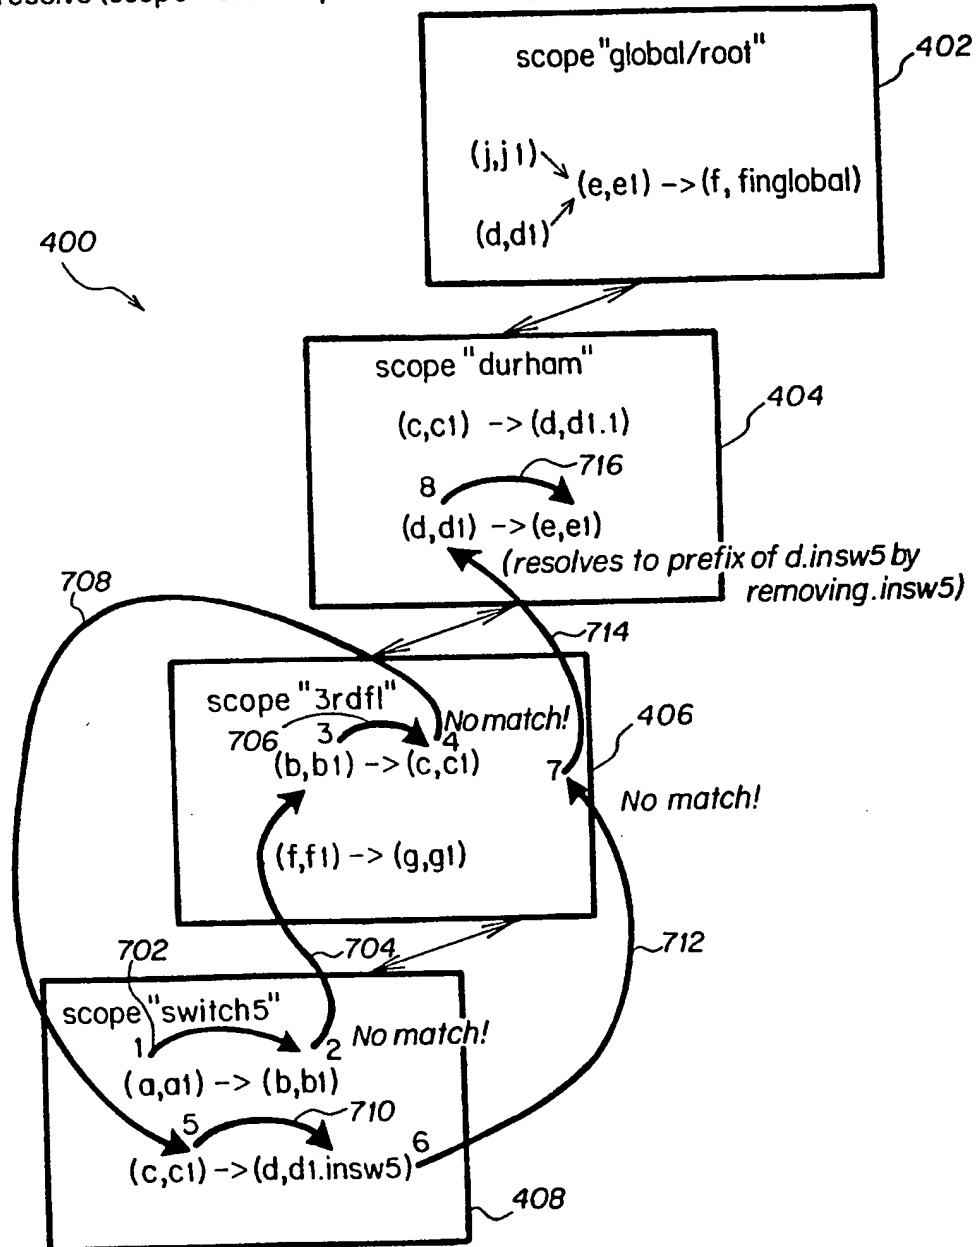 scope "global/root"
402
(j,j1)
(e,e1) -> (f, finglobal)
(d,d1)
400
scope "durham"
404
(c,c1) -> (d,d1.1)
716
8
(d,d1) -> (e,e1)
(resolves to prefix of d.insw5 by
removing.insw5)
708
714
scope "3rdfl"
No match!
406
706
3
4
(b,b1) -> (c,c1)
7
No match!
(f,f1) -> (g,g1)
702
704
712
scope "switch5"
1
2
No match!
(a,a1) -> (b,b1)
710
5
6
(c,c1) -> (d,d1.insw5)
408